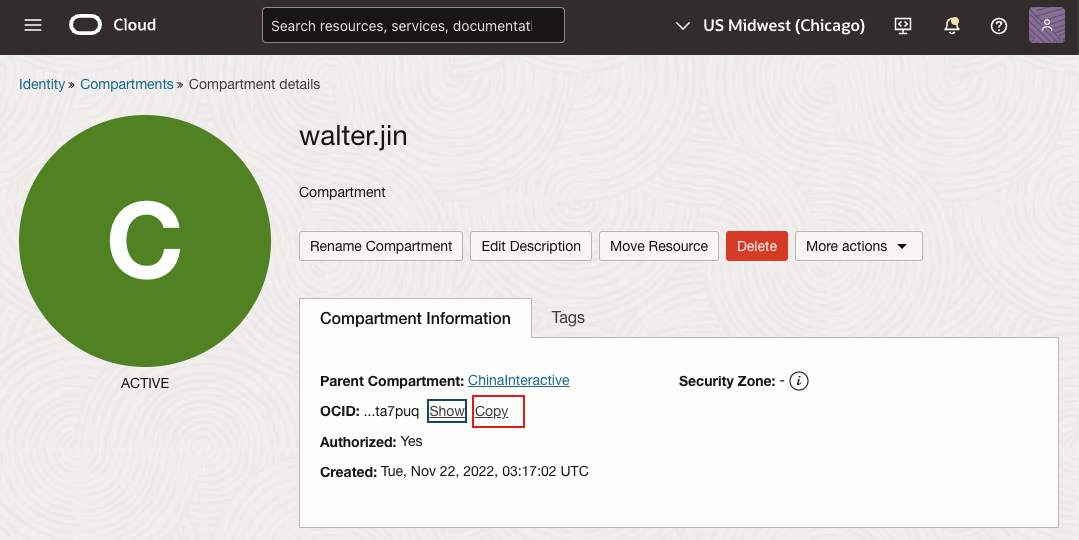 Cloud
Search resources, services, documentati
US Midwest (Chicago)
Identity » Compartments » Compartment details
C
ACTIVE
walter.jin
Compartment
Rename Compartment
Edit Description
Move Resource
Delete
More actions
Compartment Information
Tags
Parent Compartment: ChinaInteractive
OCID: ...ta7puq Show Copy
Authorized: Yes
Created: Tue, Nov 22, 2022, 03:17:02 UTC
Security Zone: - i